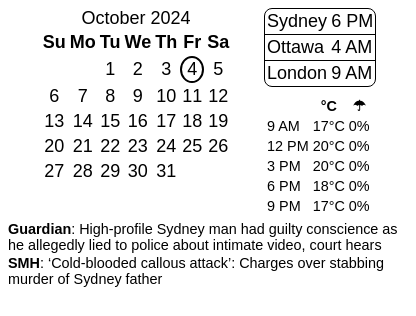 October 2024
Su Mo Tu We Th Fr Sa
1 2 3 4 5
6 7 8 9 10 11 12
13 14 15 16 17 18 19
20 21 22 23 24 25 26
27 28 29 30 31
Sydney 6 PM
Ottawa 4 AM
London 9 AM
°C ☂
9 AM 17°C 0%
12 PM 20°C 0%
3 PM 20°C 0%
6 PM 18°C 0%
9 PM 17°C 0%
Guardian: High-profile Sydney man had guilty conscience as
he allegedly lied to police about intimate video, court hears
SMH: ‘Cold-blooded callous attack’: Charges over stabbing
murder of Sydney father